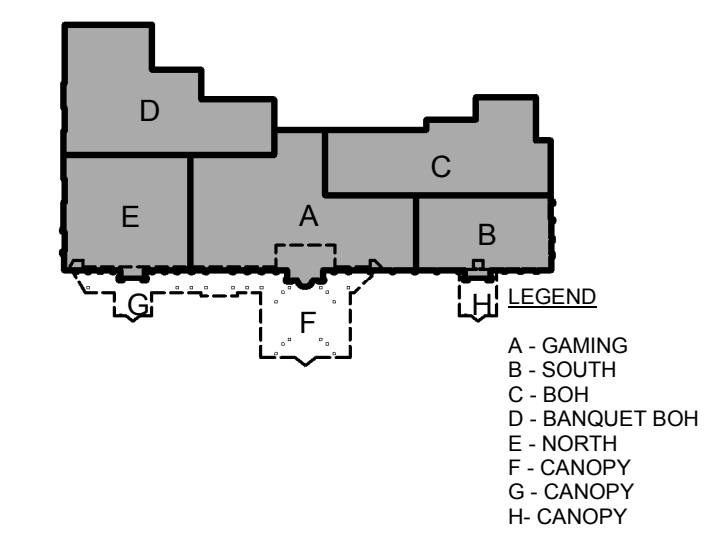 D
C
E
A
B
G
H
F
LEGEND
A - GAMING
B - SOUTH
C - BOH
D - BANQUET BOH
E - NORTH
F - CANOPY
G - CANOPY
H- CANOPY